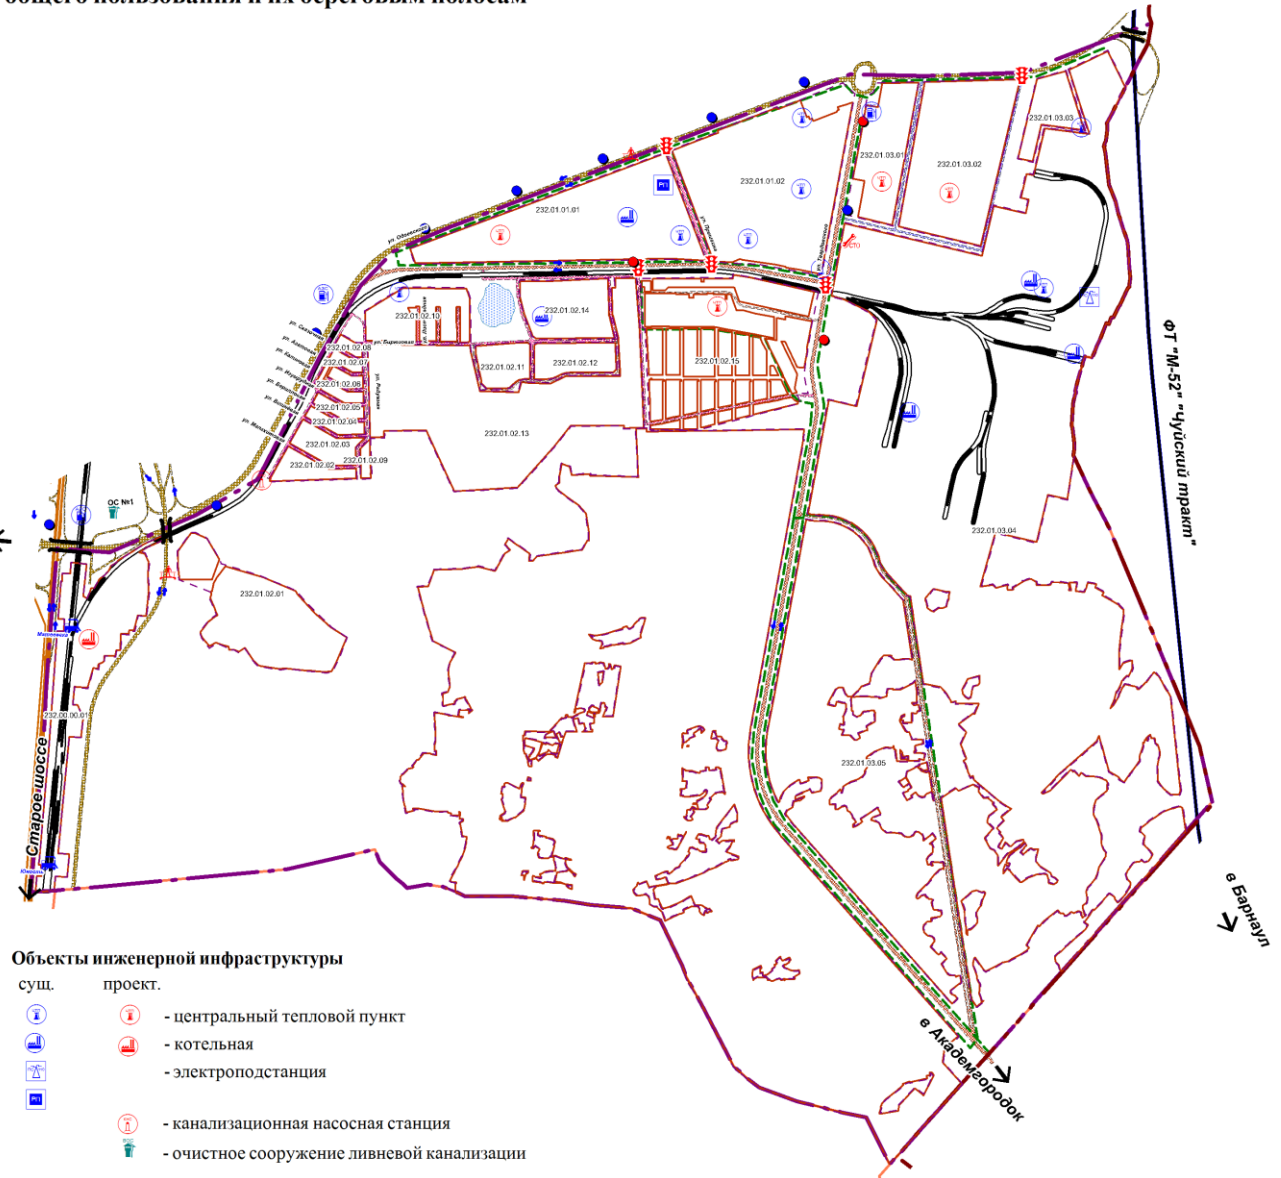 общего пользования и их береговым полосам
232.01.03.03
232.01.03.01
232.01.03.02
232.01.01.02
232.01.01.01
РП
СТО
232.01.02.10
232.01.02.14
232.01.02.08
232.01.02.07
232.01.02.06
232.01.02.05
232.01.02.04
232.01.02.03
232.01.02.02
232.01.02.09
232.01.02.11
232.01.02.12
232.01.02.15
232.01.02.13
ФТ "М-52" "Чуйский тракт"
ОС №1
232.01.03.04
232.01.02.01
232.00.00.01
Старое шоссе
232.01.03.05
в Барнаул
в Академгородок
Объекты инженерной инфраструктуры
сущ. проект.
- центральный тепловой пункт
- котельная
- электроподстанция
РП
- канализационная насосная станция
- очистное сооружение ливневой канализации